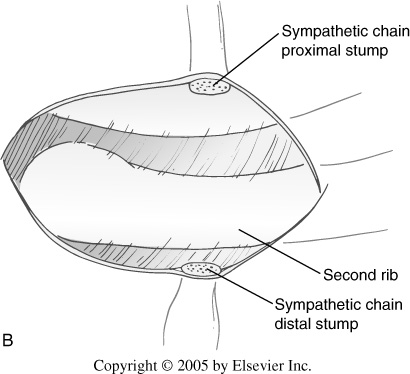 Sympathetic chain
proximal stump
Second rib
Sympathetic chain
distal stump
B
Copyright © 2005 by Elsevier Inc.